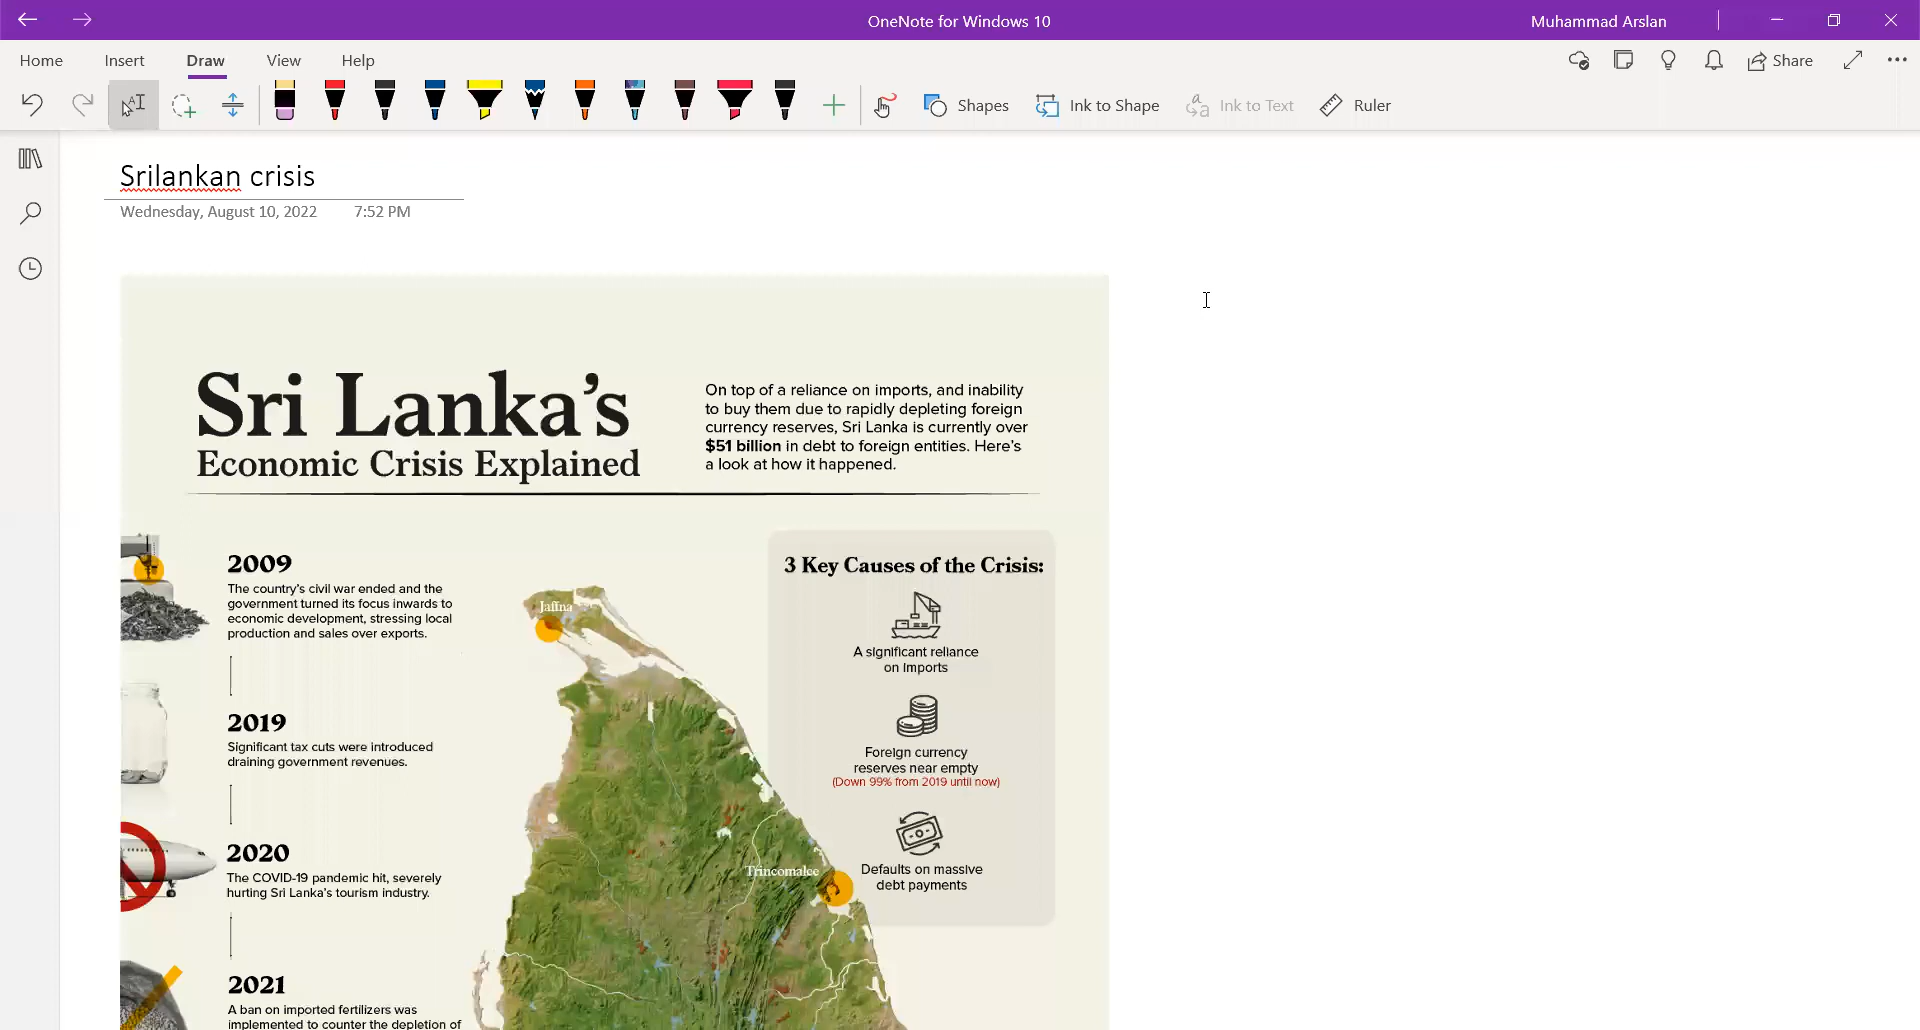 OneNote for Windows 10
Muhammad Arslan
Home Insert Draw View Help
Share
Shapes Ink to Shape Ink to Text Ruler
Srilankan crisis
Wednesday, August 10, 2022 7:52 PM
Sri Lanka's
Economic Crisis Explained
On top of a reliance on imports, and inability
to buy them due to rapidly depleting foreign
currency reserves, Sri Lanka is currently over
$51 billion in debt to foreign entities. Here's
a look at how it happened.
2009
The country's civil war ended and the
government turned its focus inwards to
economic development, stressing local
production and sales over exports.
2019
Significant tax cuts were introduced
draining government revenues.
2020
The COVID-19 pandemic hit, severely
hurting Sri Lanka's tourism industry.
2021
A ban on imported fertilizers was
implemented to counter the depletion of
Jaffna
Trincomalee
3 Key Causes of the Crisis:
A significant reliance
on imports
Foreign currency
reserves near empty
(Down 99% from 2019 until now)
Defaults on massive
debt payments